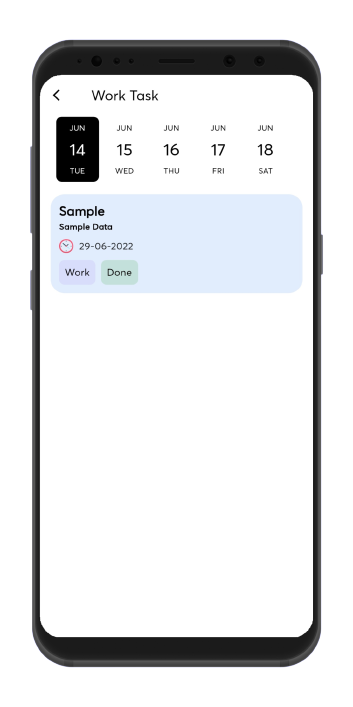 Work Task
JUN JUN JUN JUN JUN
14 15 16 17 18
TUE WED THU FRI SAT
Sample
Sample Data
29-06-2022
Work Done